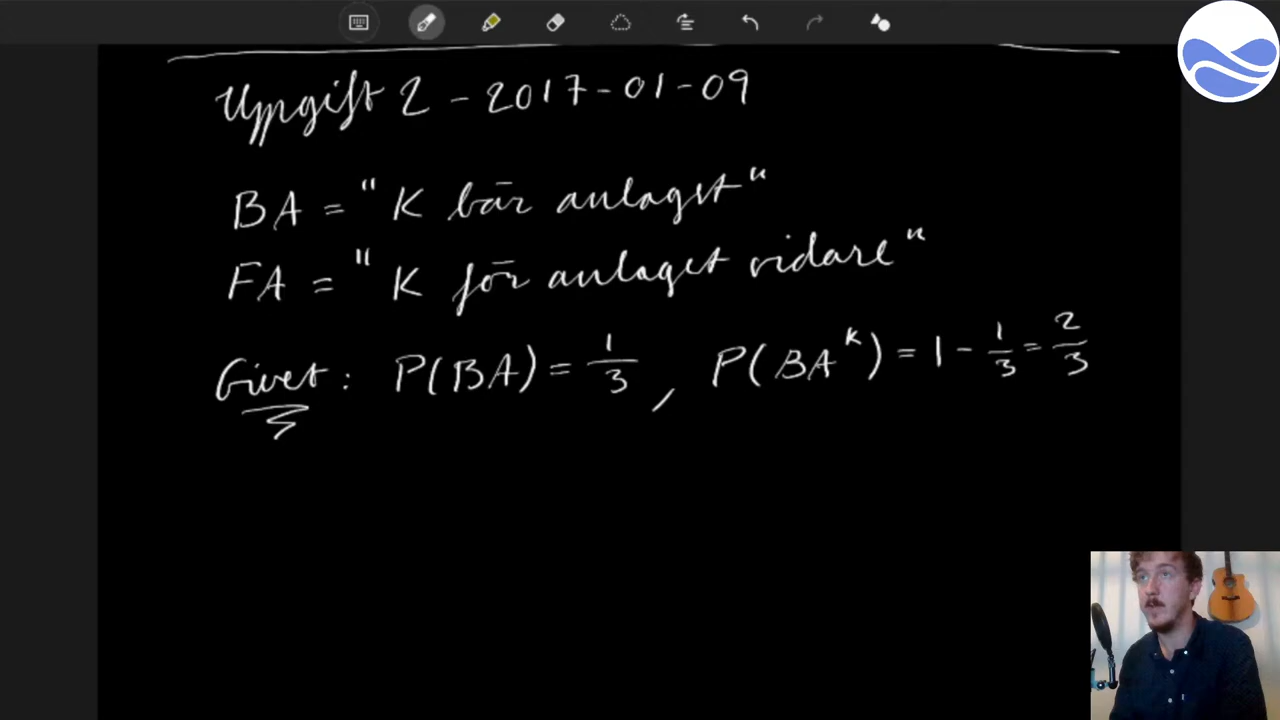 Uppgift 2 - 2017-01-09
BA = "K bär anlaget"
FA = "K för anlaget vidare"
Givet: P(BA) = 1/3, P(BA^k) = 1 - 1/3 = 2/3